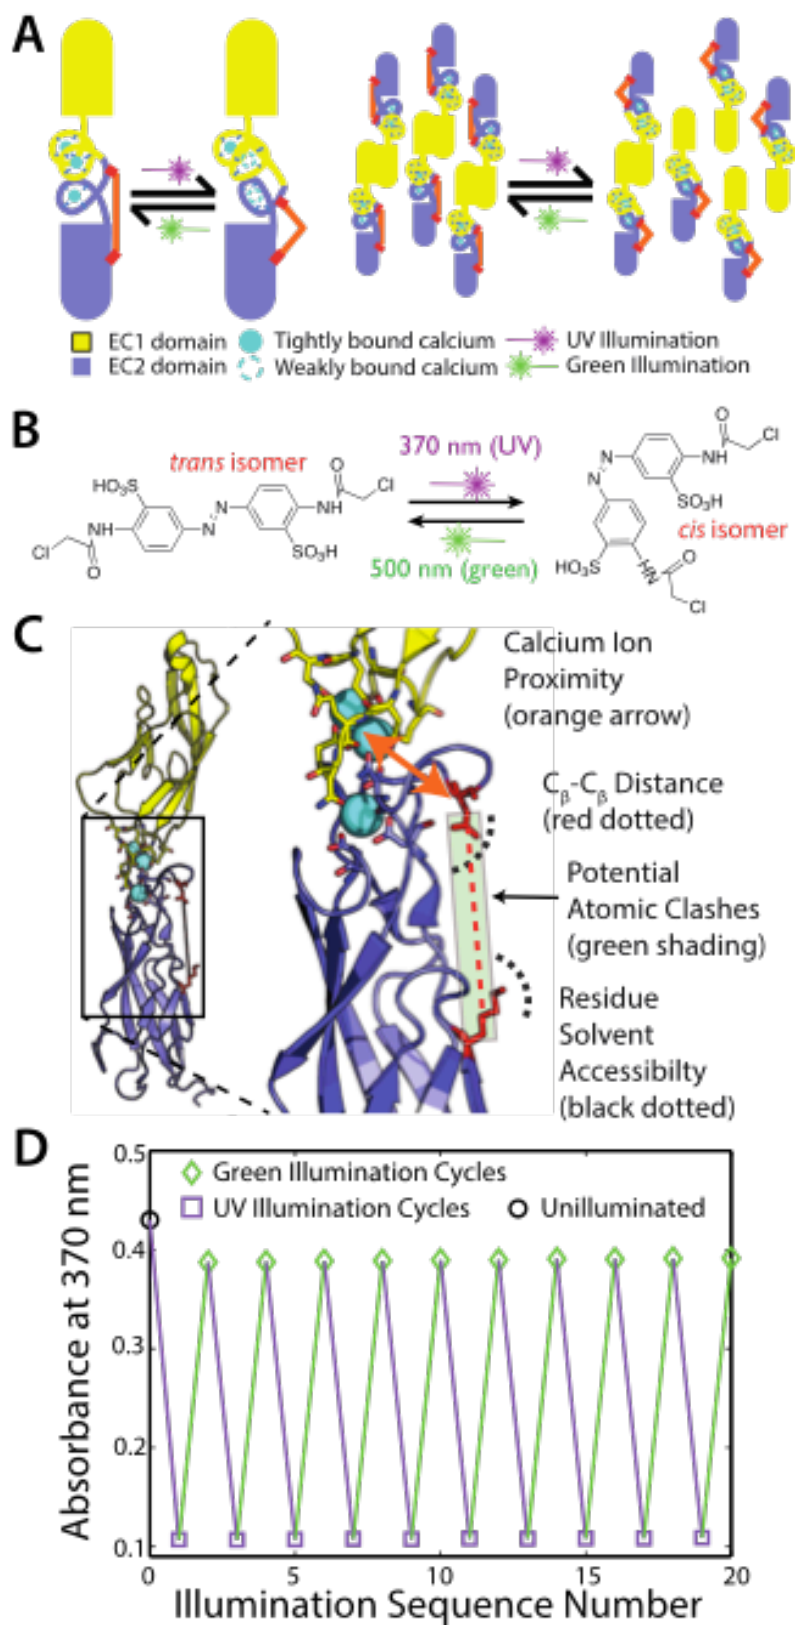 A
EC1 domain
Tightly bound calcium
UV Illumination
EC2 domain
Weakly bound calcium
Green Illumination
B
trans isomer
370 nm (UV)
500 nm (green)
cis isomer
HO₃S
O
Cl
NH
N
N
NH
Cl
O
SO₃H
O
Cl
NH
N
N
SO₃H
HO₃S
HN
O
Cl
C
Calcium Ion
Proximity
(orange arrow)
Cβ-Cβ Distance
(red dotted)
Potential
Atomic Clashes
(green shading)
Residue
Solvent
Accessibilty
(black dotted)
D
Absorbance at 370 nm
0.5
0.4
0.3
0.2
0.1
Green Illumination Cycles
UV Illumination Cycles
Unilluminated
0
5
10
15
20
Illumination Sequence Number